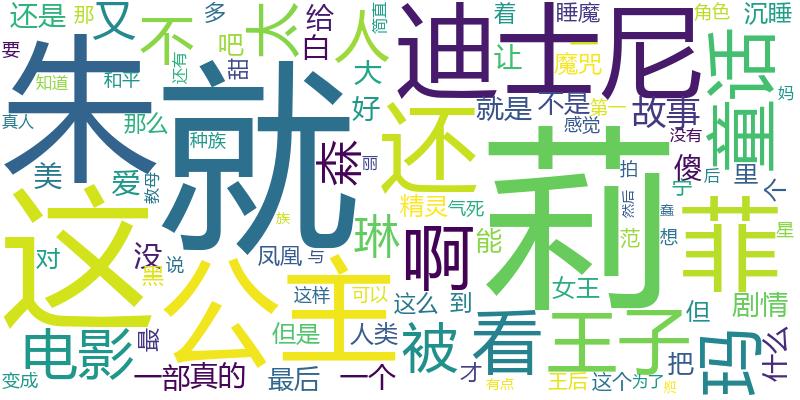 还是
那
又
多
不
太
给
白
吧
甜
人
简直
着
让
迪士尼
睡魔
一
魔咒
角色
沉睡
要
知道
和平
还有
大
好
朱
就
还
就是
不是
第一
感觉
故事
没有
童话
妈
真人
那么
种族
森
丽
莉
傻
里
个
美
爱
教母
拍
然后
宁
后
这
精灵
气死
范
蠢
想
菲
星
对
没
黑
说
族
公主
琳
凤凰
与
啊
能
女王
但
剧情
电影
最
这样
可以
但是
人类
这么
到
被
看
王子
把
玛
什么
变成
一部
真的
最后
一个
才
有点
王后
这个
为了
爬